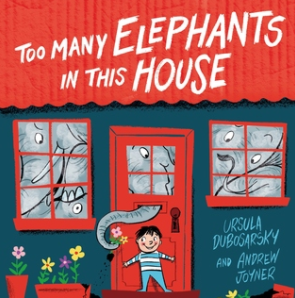 TOO MANY ELEPHANTS
IN THIS HOUSE
URSULA
DUBOSARSKY
AND ANDREW
JOYNER